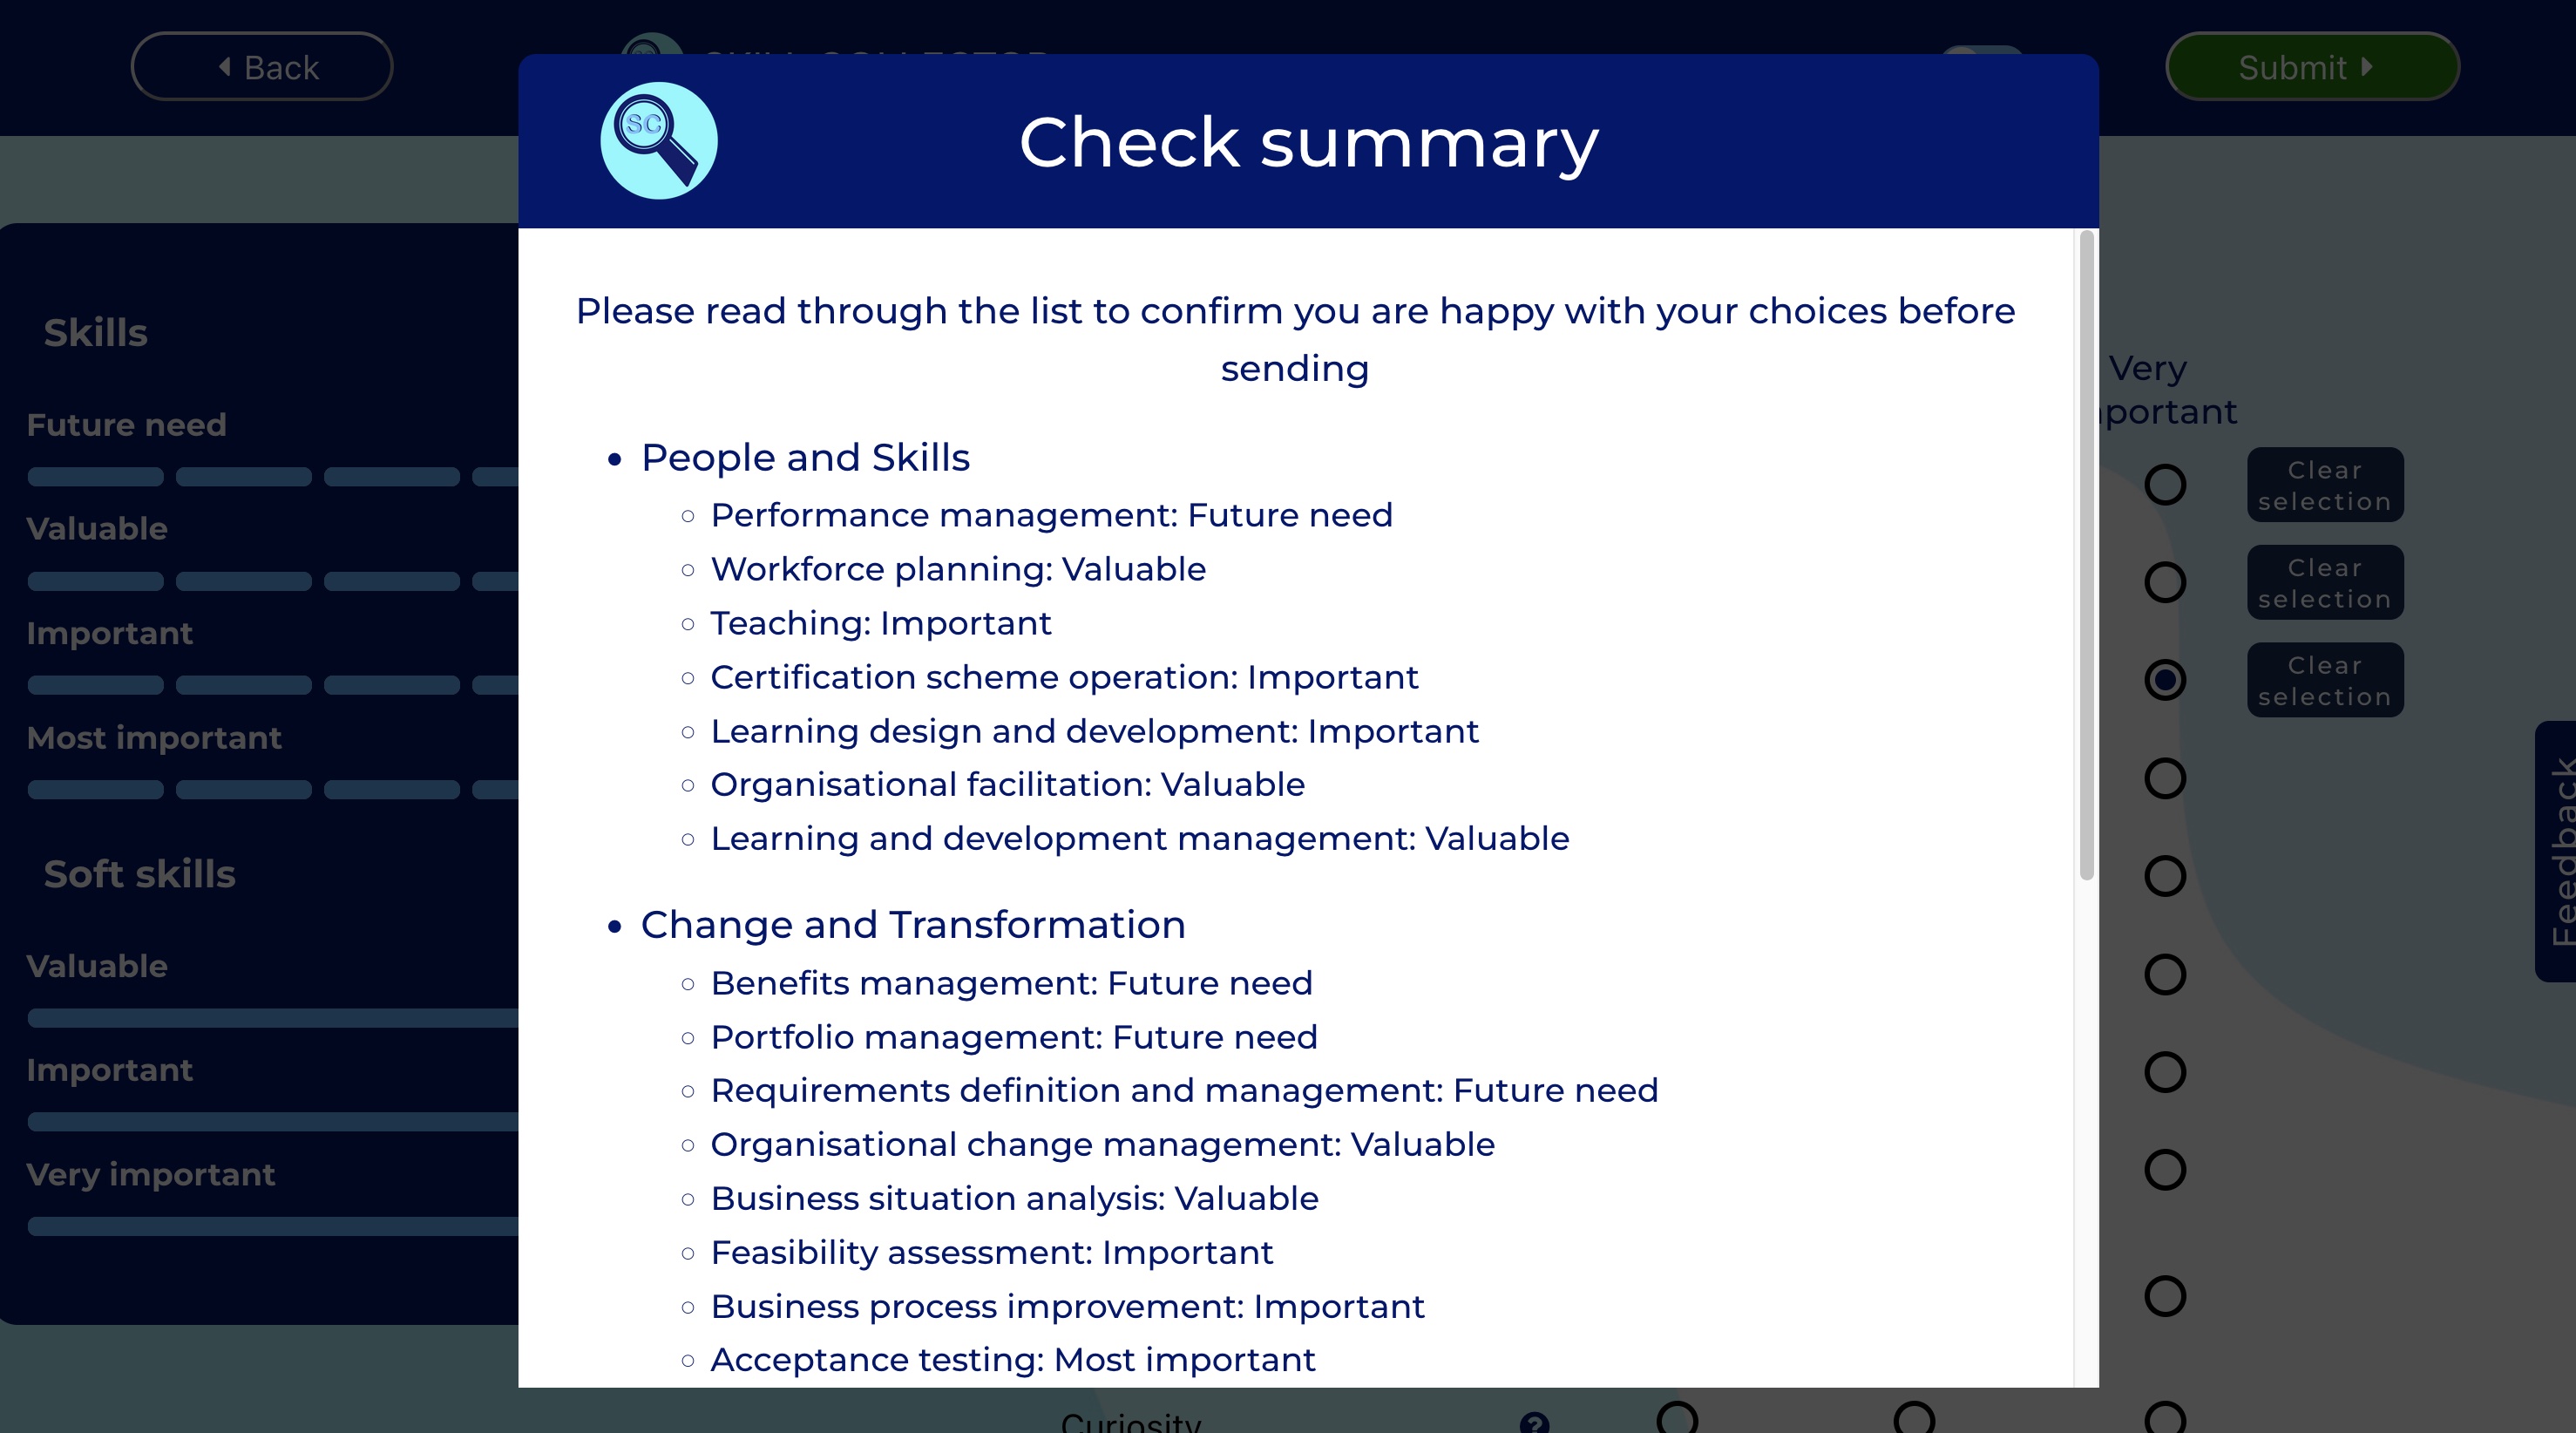 Back
Submit
SC
Check summary
Please read through the list to confirm you are happy with your choices before
sending
People and Skills
Performance management: Future need
Workforce planning: Valuable
Teaching: Important
Certification scheme operation: Important
Learning design and development: Important
Organisational facilitation: Valuable
Learning and development management: Valuable
Change and Transformation
Benefits management: Future need
Portfolio management: Future need
Requirements definition and management: Future need
Organisational change management: Valuable
Business situation analysis: Valuable
Feasibility assessment: Important
Business process improvement: Important
Acceptance testing: Most important
Skills
Future need
Valuable
Important
Most important
Soft skills
Valuable
Important
Very important
Very
Clear
selection
Clear
selection
Clear
selection
Feedback
Curiosity
?